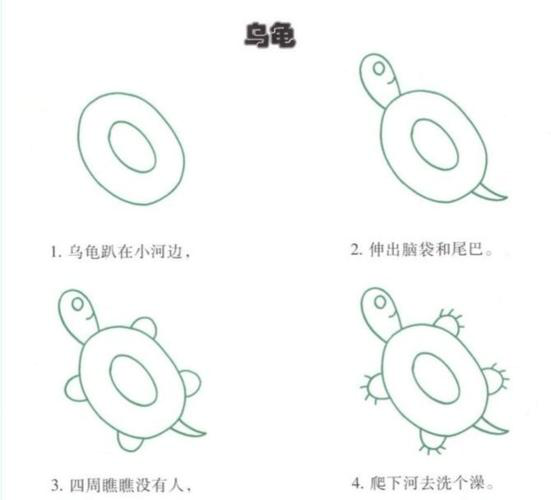 乌龟
1. 乌龟趴在小河边，
2. 伸出脑袋和尾巴。
3. 四周瞧瞧没有人，
4. 爬下河去洗个澡。